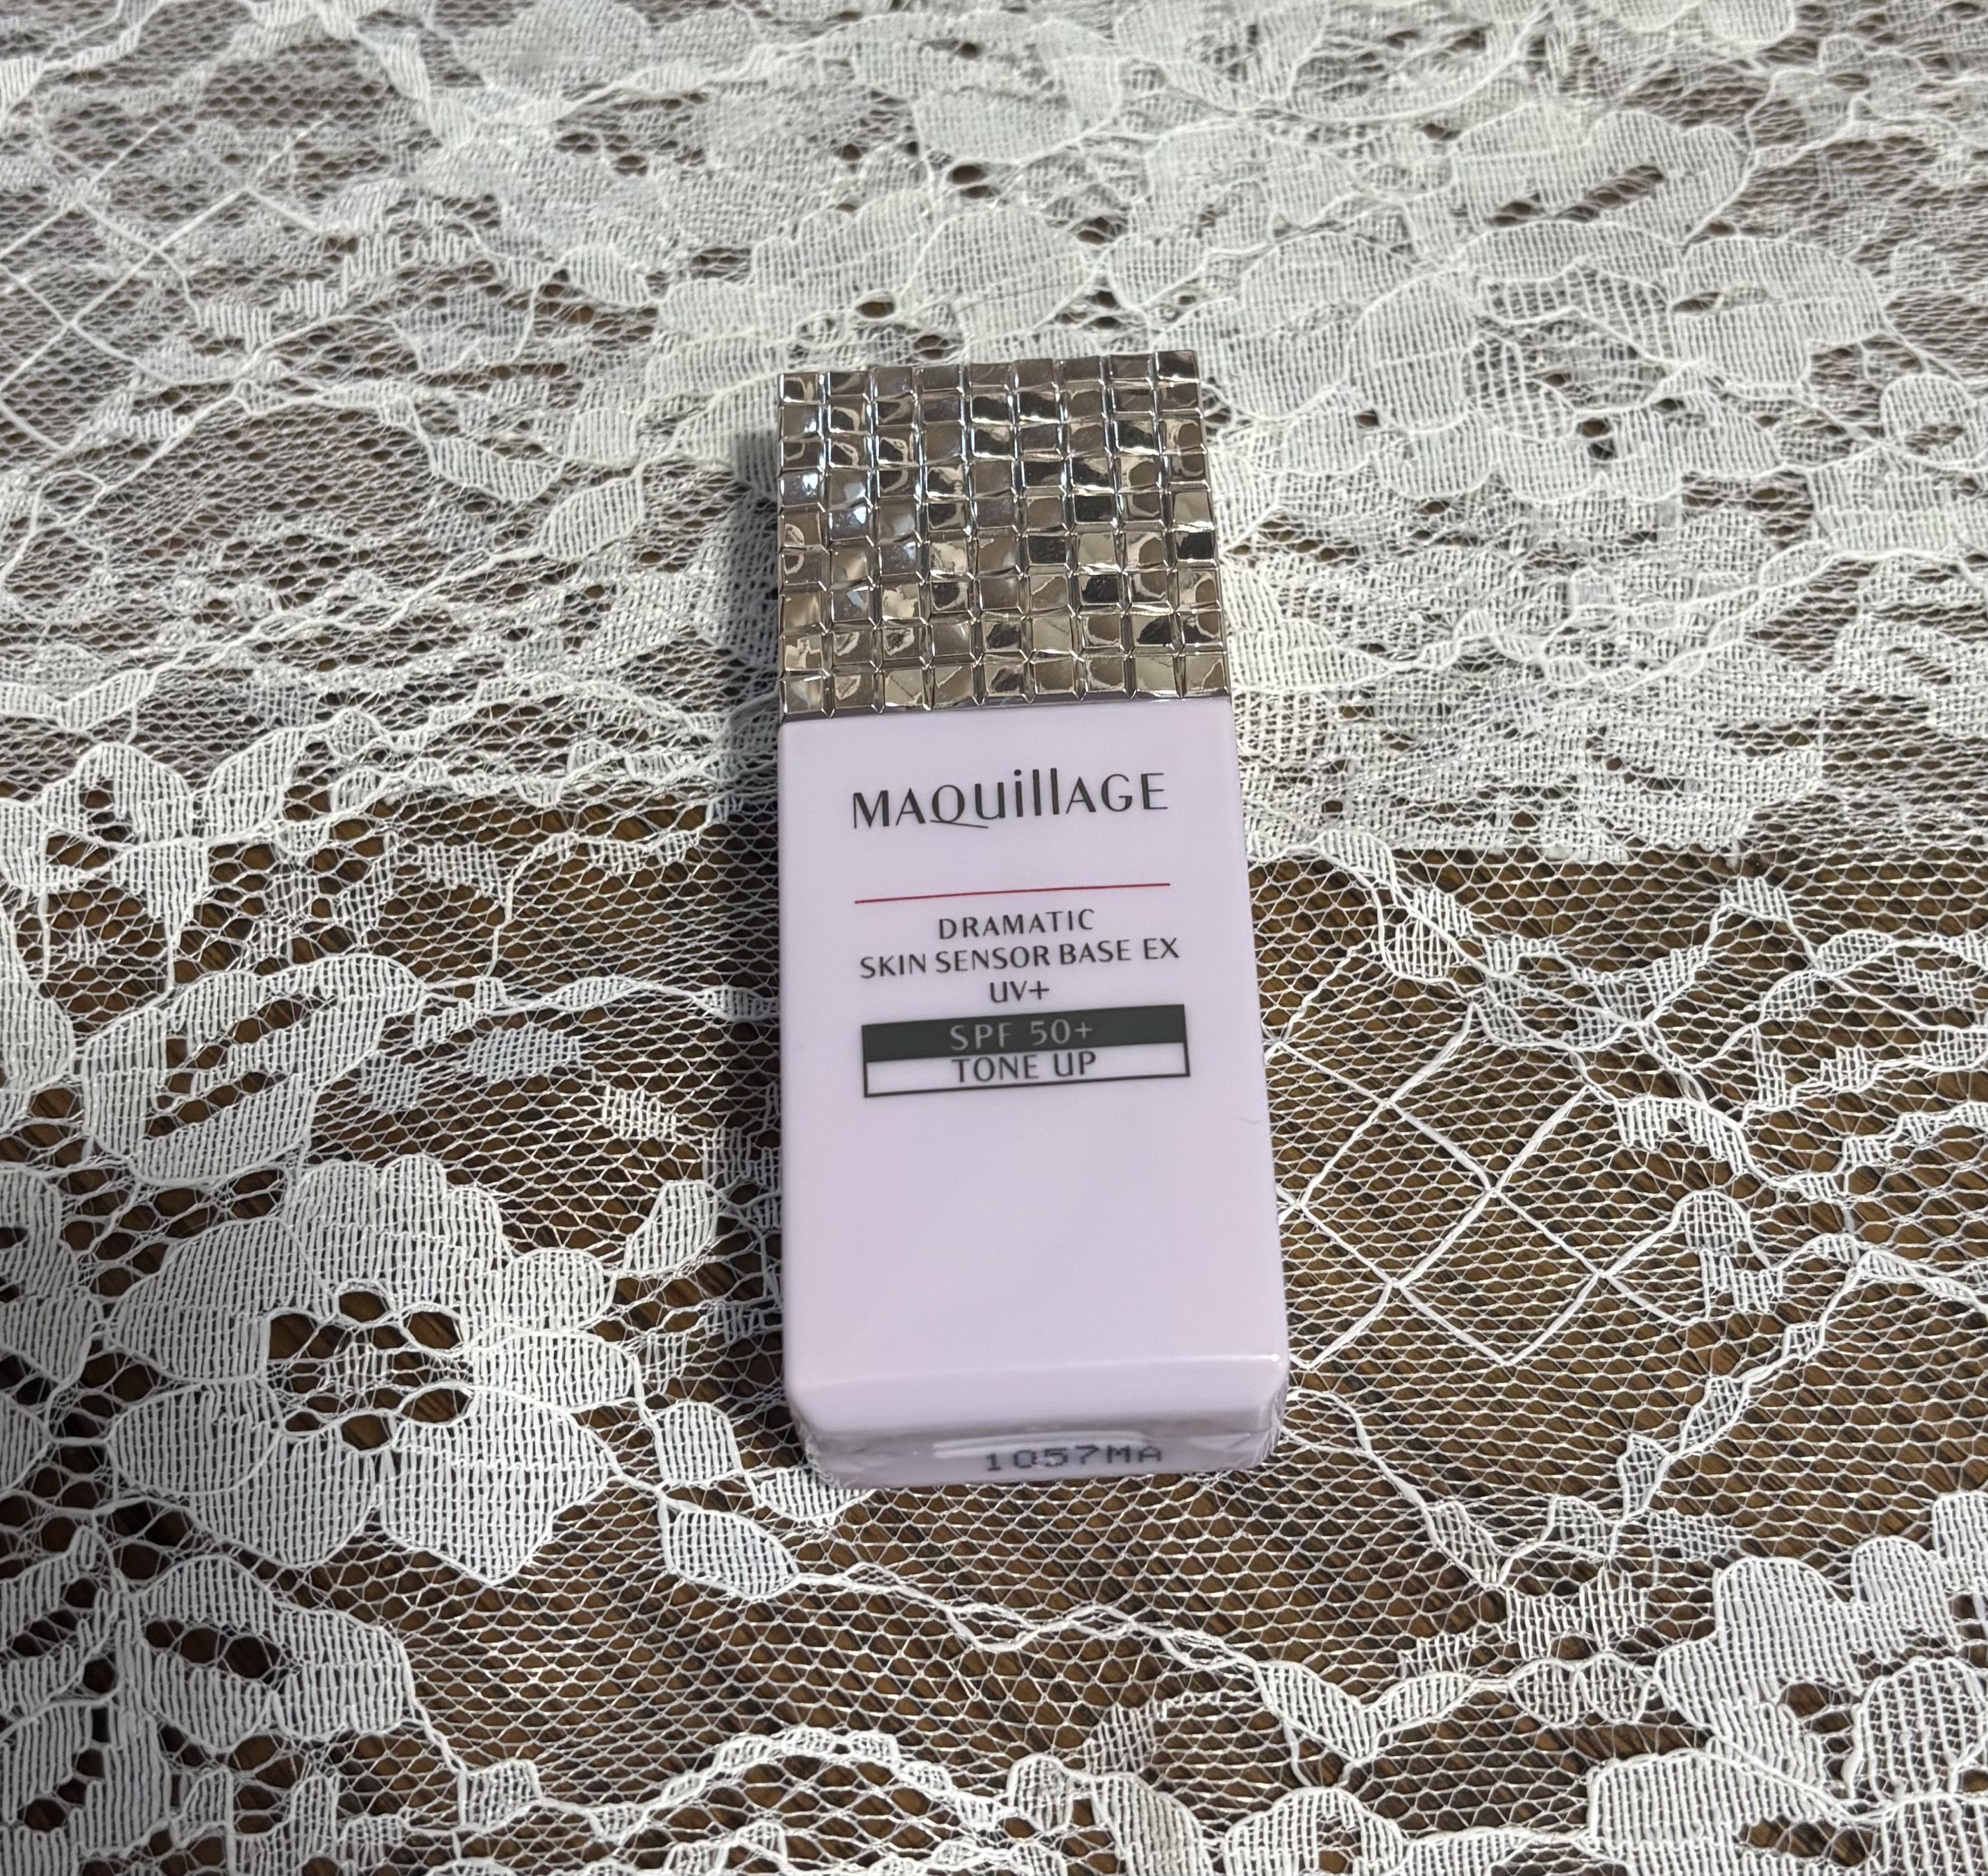 MAQuillAGE
DRAMATIC
SKIN SENSOR BASE EX
UV+
SPF 50+
TONE UP
1057MA